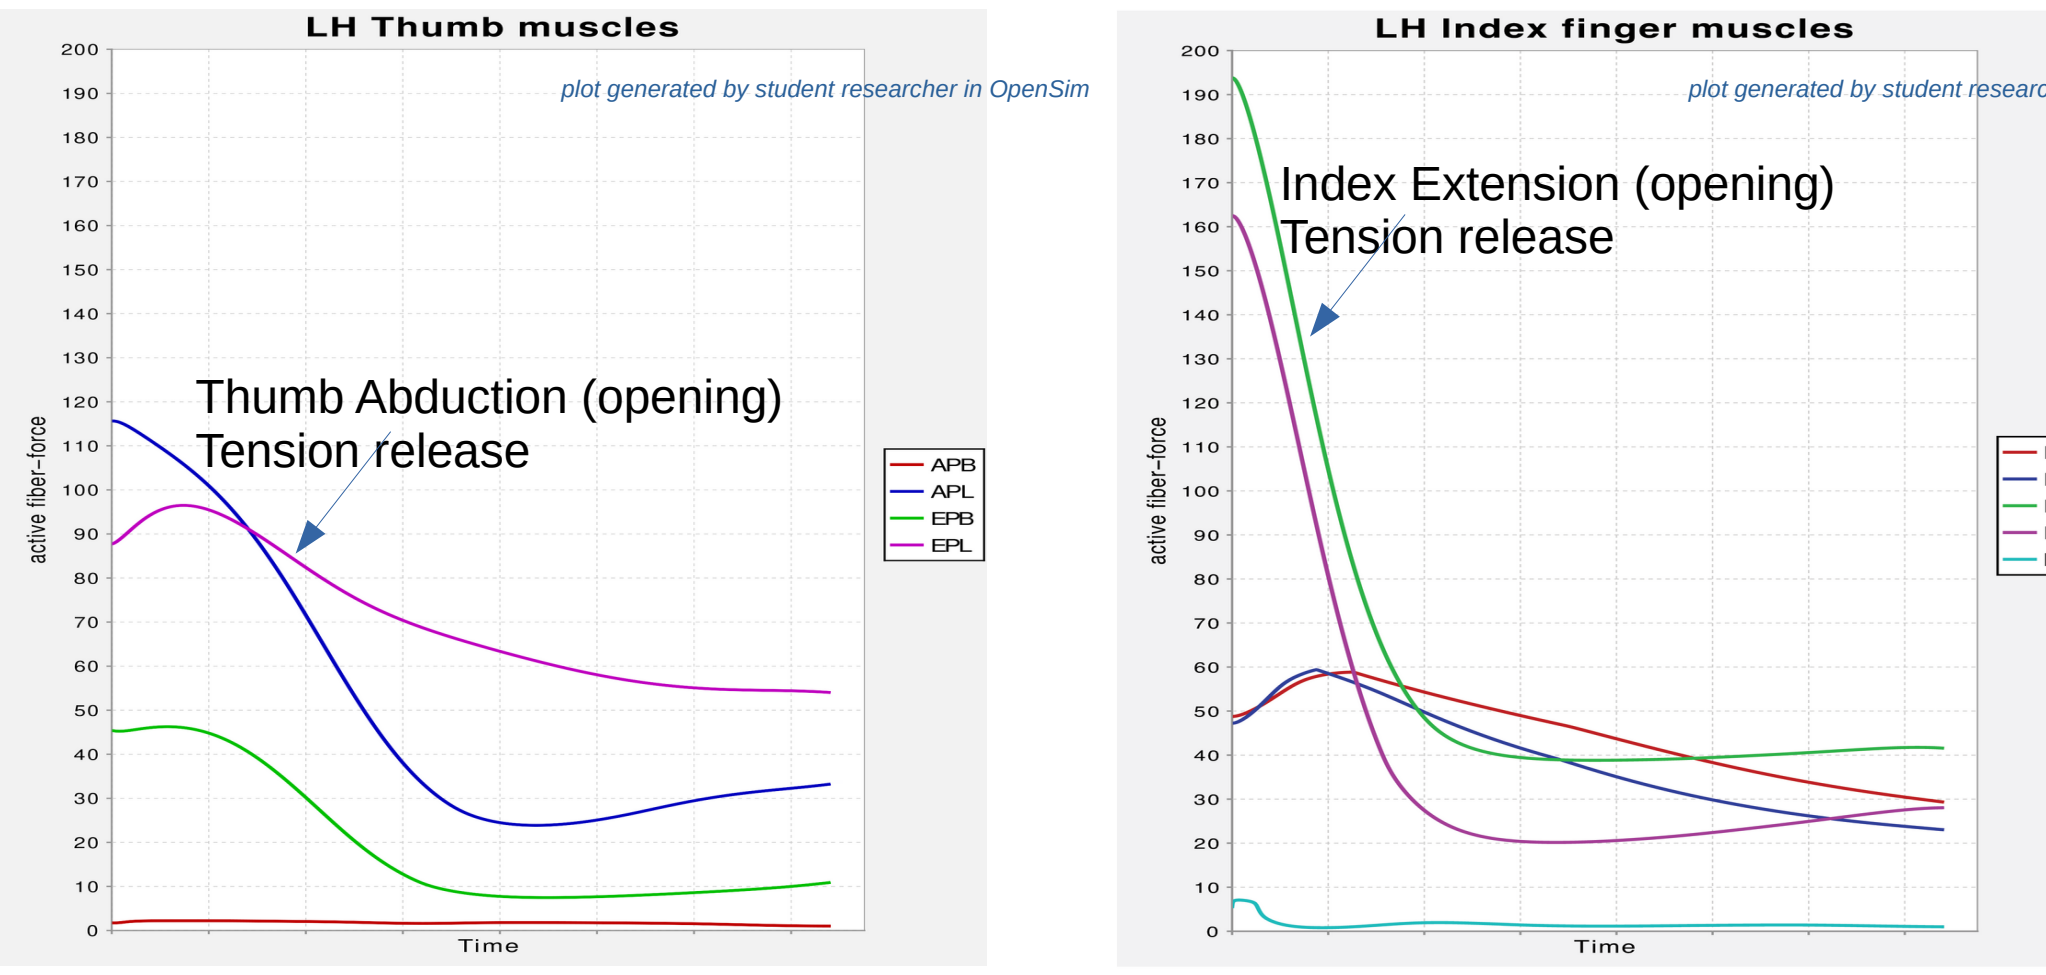 LH Thumb muscles
plot generated by student researcher in OpenSim
200
190
180
170
160
150
140
130
120
110
100
90
80
70
60
50
40
30
20
10
0
active fiber-force
Thumb Abduction (opening)
Tension release
APB
APL
EPB
EPL
Time
LH Index finger muscles
plot generated by student
200
190
180
170
160
150
140
130
120
110
100
90
80
70
60
50
40
30
20
10
0
active fiber-force
Index Extension (opening)
Tension release
Time